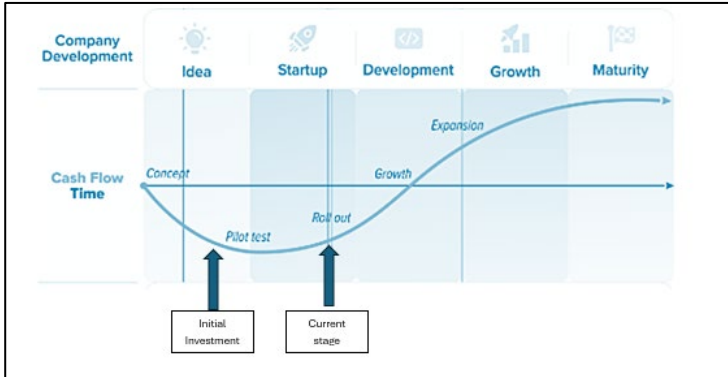 Company
Development
Idea
Startup
Development
Growth
Maturity
Cash Flow
Time
Concept
Pilot test
Roll out
Growth
Expansion
Initial
Investment
Current
stage